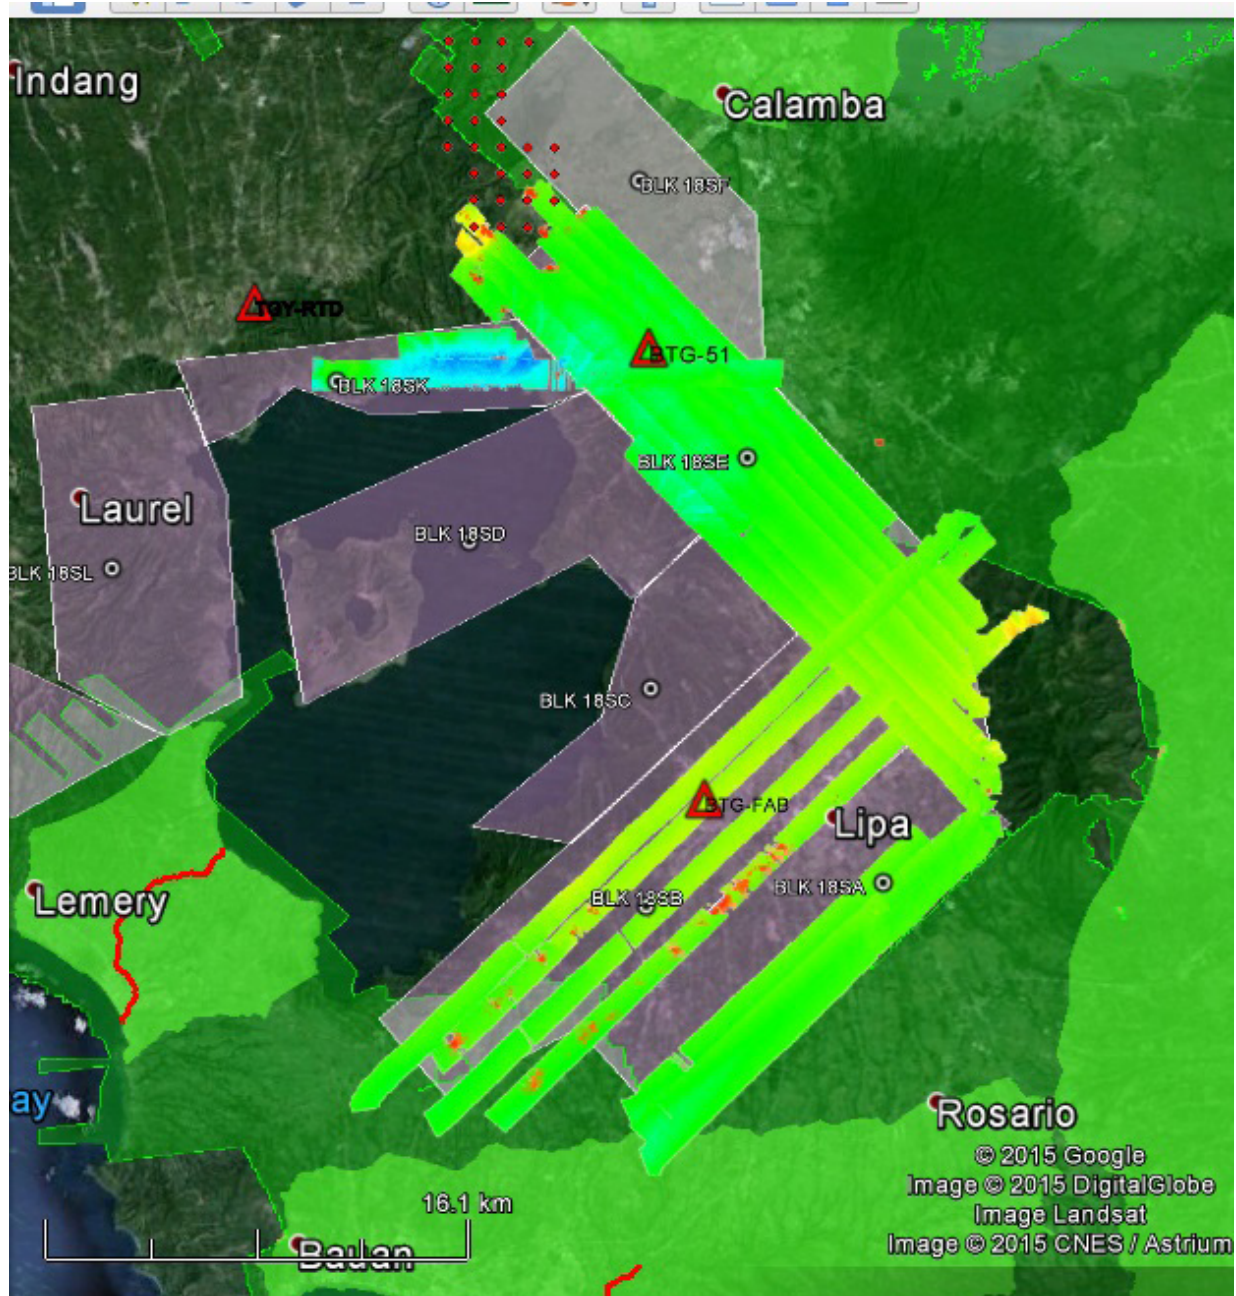 Indang
Calamba
BLK 18SF
TGY-RTD
BTG-51
BLK 18SK
BLK 18SE
Laurel
BLK 18SD
BLK 18SL
BLK 18SC
BTG-FAB
Lipa
BLK 18SA
BLK 18SB
Lemery
ay
Rosario
© 2015 Google
Image © 2015 DigitalGlobe
Image Landsat
Image © 2015 CNES / Astrium
16.1 km
Bauan